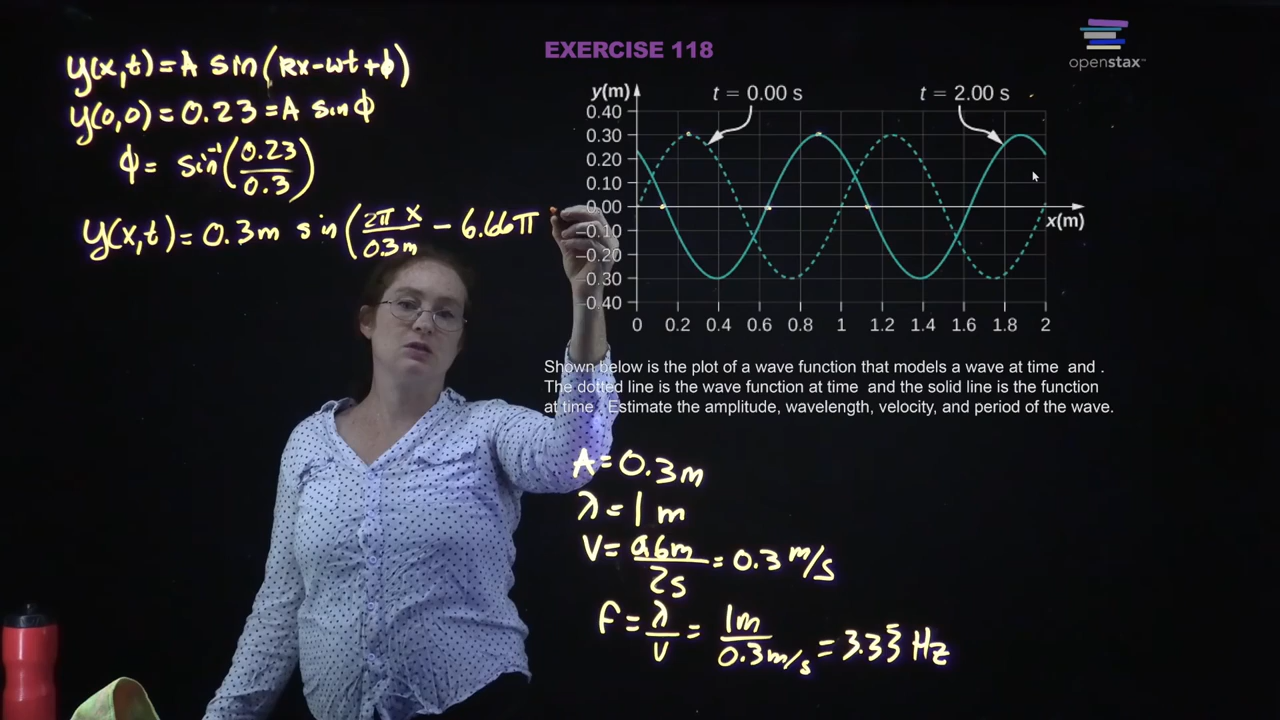 y(x,t) = A sin(kx-ωt+ϕ)
y(0,0) = 0.23 = A sin ϕ
ϕ = sin⁻¹(0.23/0.3)
y(x,t) = 0.3m sin(2π x/0.3m - 6.66π
EXERCISE 118
openstax™
y(m)
t = 0.00 s
t = 2.00 s
0.40
0.30
0.20
0.10
0.00
-0.10
-0.20
-0.30
-0.40
x(m)
0 0.2 0.4 0.6 0.8 1 1.2 1.4 1.6 1.8 2
Shown below is the plot of a wave function that models a wave at time and .
The dotted line is the wave function at time and the solid line is the function
at time . Estimate the amplitude, wavelength, velocity, and period of the wave.
A = 0.3m
λ = 1 m
V = 0.6m/2s = 0.3 m/s
f = λ/v = 1m/0.3m/s = 3.33 Hz